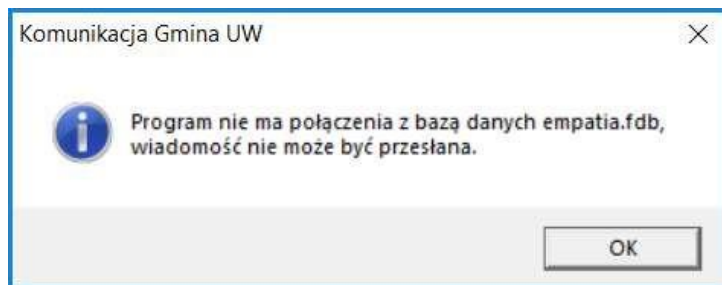 Komunikacja Gmina UW
Program nie ma połączenia z bazą danych empatia.fdb,
wiadomość nie może być przesłana.
OK